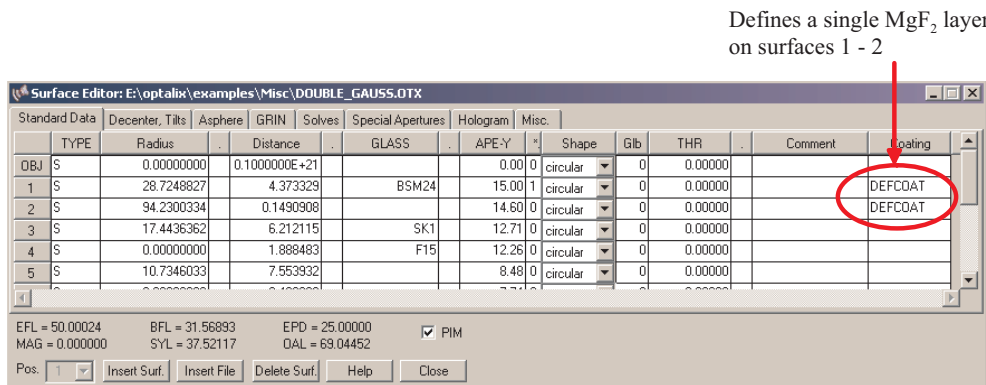 Defines a single MgF₂ layer
on surfaces 1 - 2
Surface Editor: E:\optalix\examples\Misc\DOUBLE_GAUSS.OTX
Standard Data Decenter, Tilts Asphere GRIN Solves Special Apertures Hologram Misc.
TYPE Radius . Distance . GLASS . APE-Y * Shape Glb THR . Comment Coating
OBJ S 0.00000000 0.1000000E+21 0.00 0 circular 0 0.00000
1 S 28.7248827 4.373329 BSM24 15.00 1 circular 0 0.00000 DEFCOAT
2 S 94.2300334 0.1490908 14.60 0 circular 0 0.00000 DEFCOAT
3 S 17.4436362 6.212115 SK1 12.71 0 circular 0 0.00000
4 S 0.00000000 1.888483 F15 12.26 0 circular 0 0.00000
5 S 10.7346033 7.553932 8.48 0 circular 0 0.00000
EFL = 50.00024 BFL = 31.56893 EPD = 25.00000 PIM
MAG = 0.000000 SYL = 37.52117 OAL = 69.04452
Pos. 1 Insert Surf. Insert File Delete Surf. Help Close